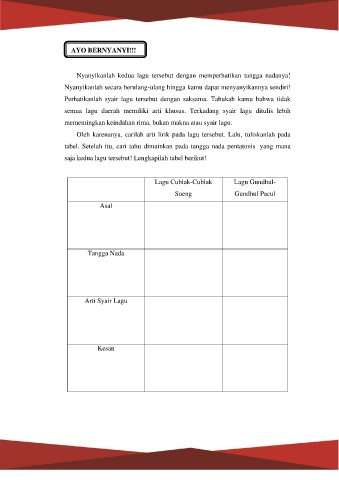 AYO BERNYANYI!!!
Nyanyikanlah kedua lagu tersebut dengan memperhatikan tangga nadanya!
Nyanyikanlah secara berulang-ulang hingga kamu dapat menyanyikannya sendiri!
Perhatikanlah syair lagu tersebut dengan saksama. Tahukah kamu bahwa tidak
semua lagu daerah memiliki arti khusus. Terkadang syair lagu ditulis lebih
mementingkan keindahan rima, bukan makna atau syair lagu.
Oleh karenanya, carilah arti lirik pada lagu tersebut. Lalu, tuliskanlah pada
tabel. Setelah itu, cari tahu dimainkan pada tangga nada pentatonis yang mana
saja kedua lagu tersebut! Lengkapilah tabel berikut!
Lagu Cublak-Cublak
Sueng
Lagu Gundhul-
Gundhul Pacul
Asal
Tangga Nada
Arti Syair Lagu
Kesan